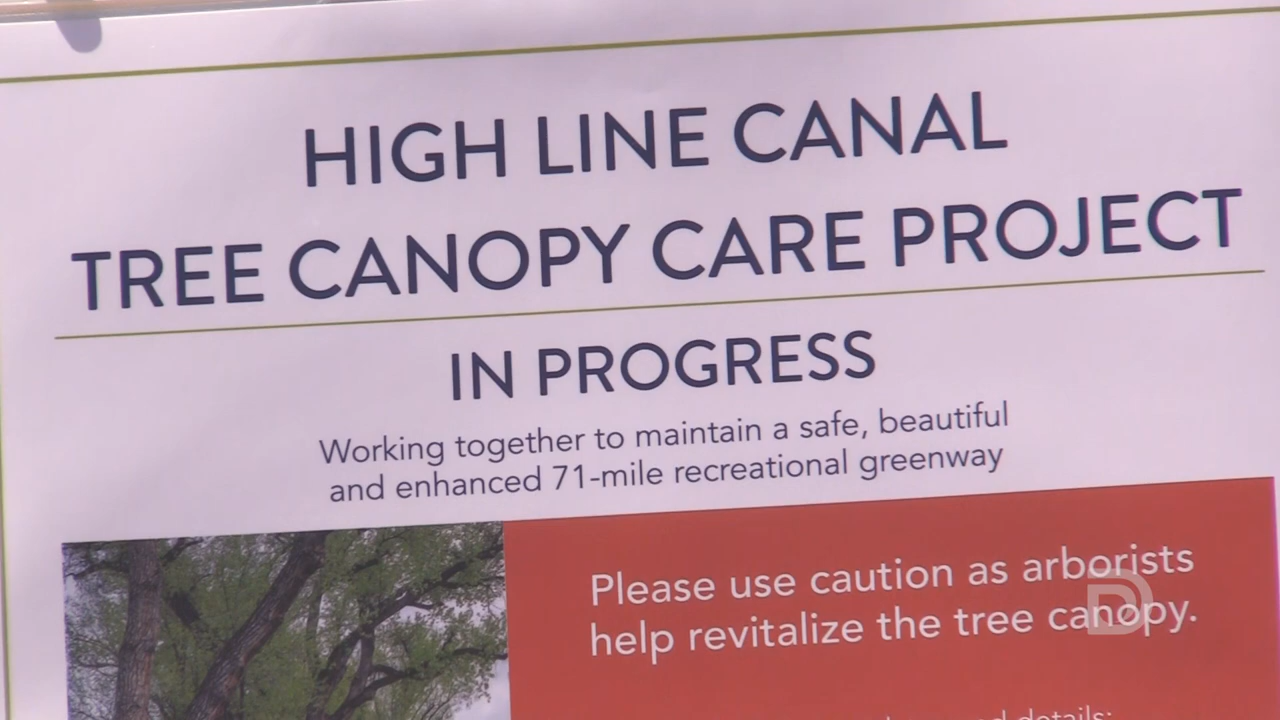 HIGH LINE CANAL
TREE CANOPY CARE PROJECT
IN PROGRESS
Working together to maintain a safe, beautiful
and enhanced 71-mile recreational greenway
Please use caution as arborists
help revitalize the tree canopy.
D
details: